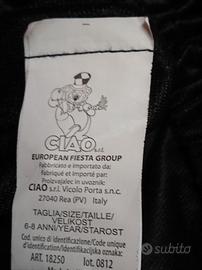 CIAO s.r.l.
EUROPEAN FIESTA GROUP
Fabbricato e importato da:
fabriqué et importé par:
Proizvajalec in uvoznik:
CIAO s.r.l. Vicolo Porta s.n.c.
27040 Rea (PV) Italy
TAGLIA/SIZE/TAILLE/
VELIKOST
6-8 ANNI/YEAR/STAROST
Cod. unico di identificazione/Code unique
d'identification/Identifikacijska oznaka:
ART. 18250 lot. 0812
subito